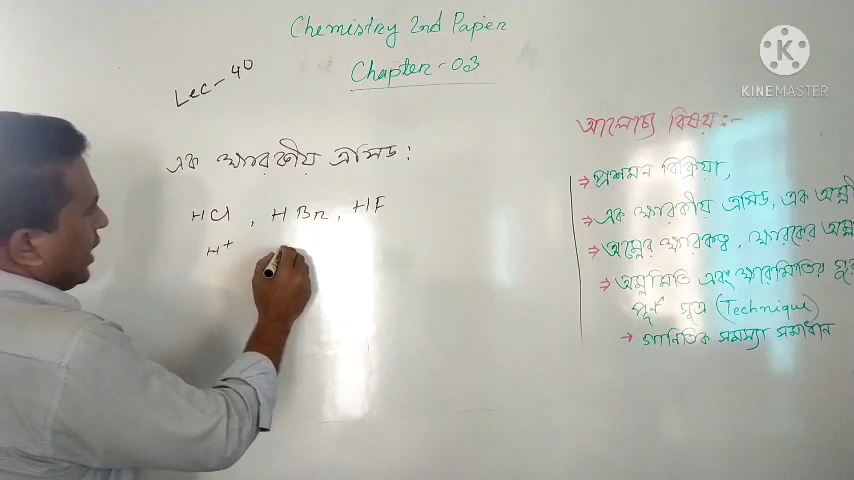 Chemistry 2nd Paper
Chapter-03
Lec-40
এক ক্ষারকীয় এসিড:
HCl, HBr, HF
H+
আলোচ্য বিষয়:-
⇒ প্রশমন বিক্রিয়া,
⇒ এক ক্ষারকীয় এসিড, এক অম্লী
⇒ অম্লের ক্ষারকত্ব, ক্ষারকের অম্ল
⇒ অম্লমিতি এবং ক্ষারমিতির গুরু
পূর্ণ সূত্র (Technique)
→ গানিতিক সমস্যা সমাধান
K
KINEMASTER